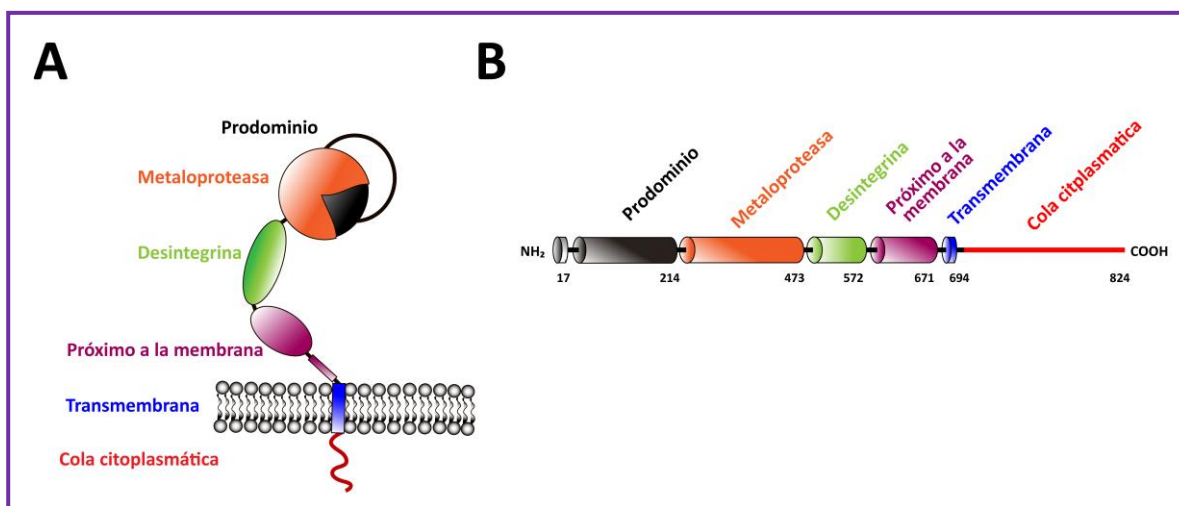 A
Prodominio
Metaloproteasa
Desintegrina
Próximo a la membrana
Transmembrana
Cola citoplasmática
B
Prodominio
Metaloproteasa
Desintegrina
Próximo a la
membrana
Transmembrana
Cola citplasmatica
NH₂
COOH
17
214
473
572
671
694
824